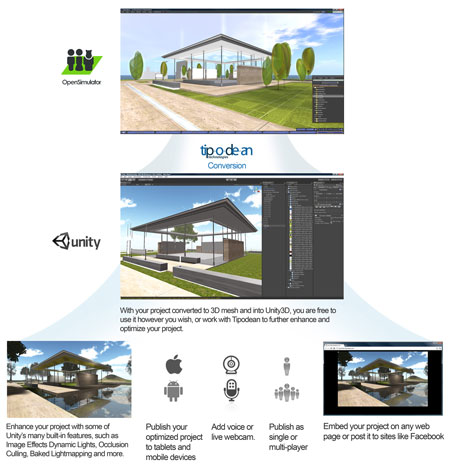 OpenSimulator
tipodean
technologies
Conversion
unity
With your project converted to 3D mesh and into Unity3D, you are free to
use it however you wish, or work with Tipodean to further enhance and
optimize your project.
Enhance your project with some of
Unity's many built-in features, such as
Image Effects Dynamic Lights, Occlusion
Culling, Baked Lightmapping and more.
Publish your
optimized project
to tablets and
mobile devices
Add voice or
live webcam.
Publish as
single or
multi-player
Embed your project on any web
page or post it to sites like Facebook